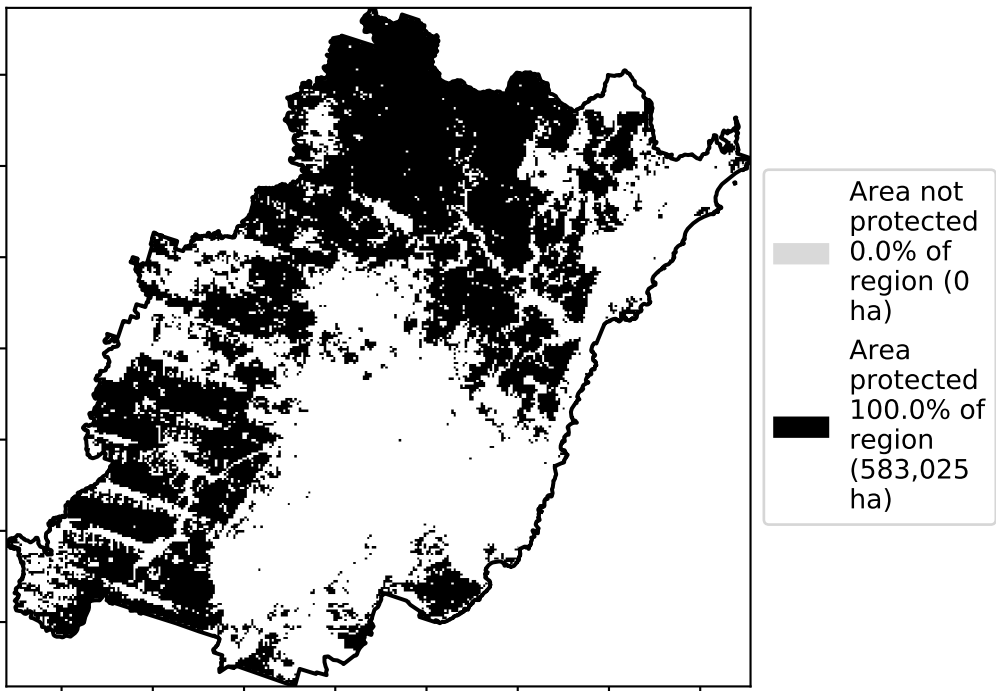 Area not
protected
0.0% of
region (0
ha)
Area
protected
100.0% of
region
(583,025
ha)